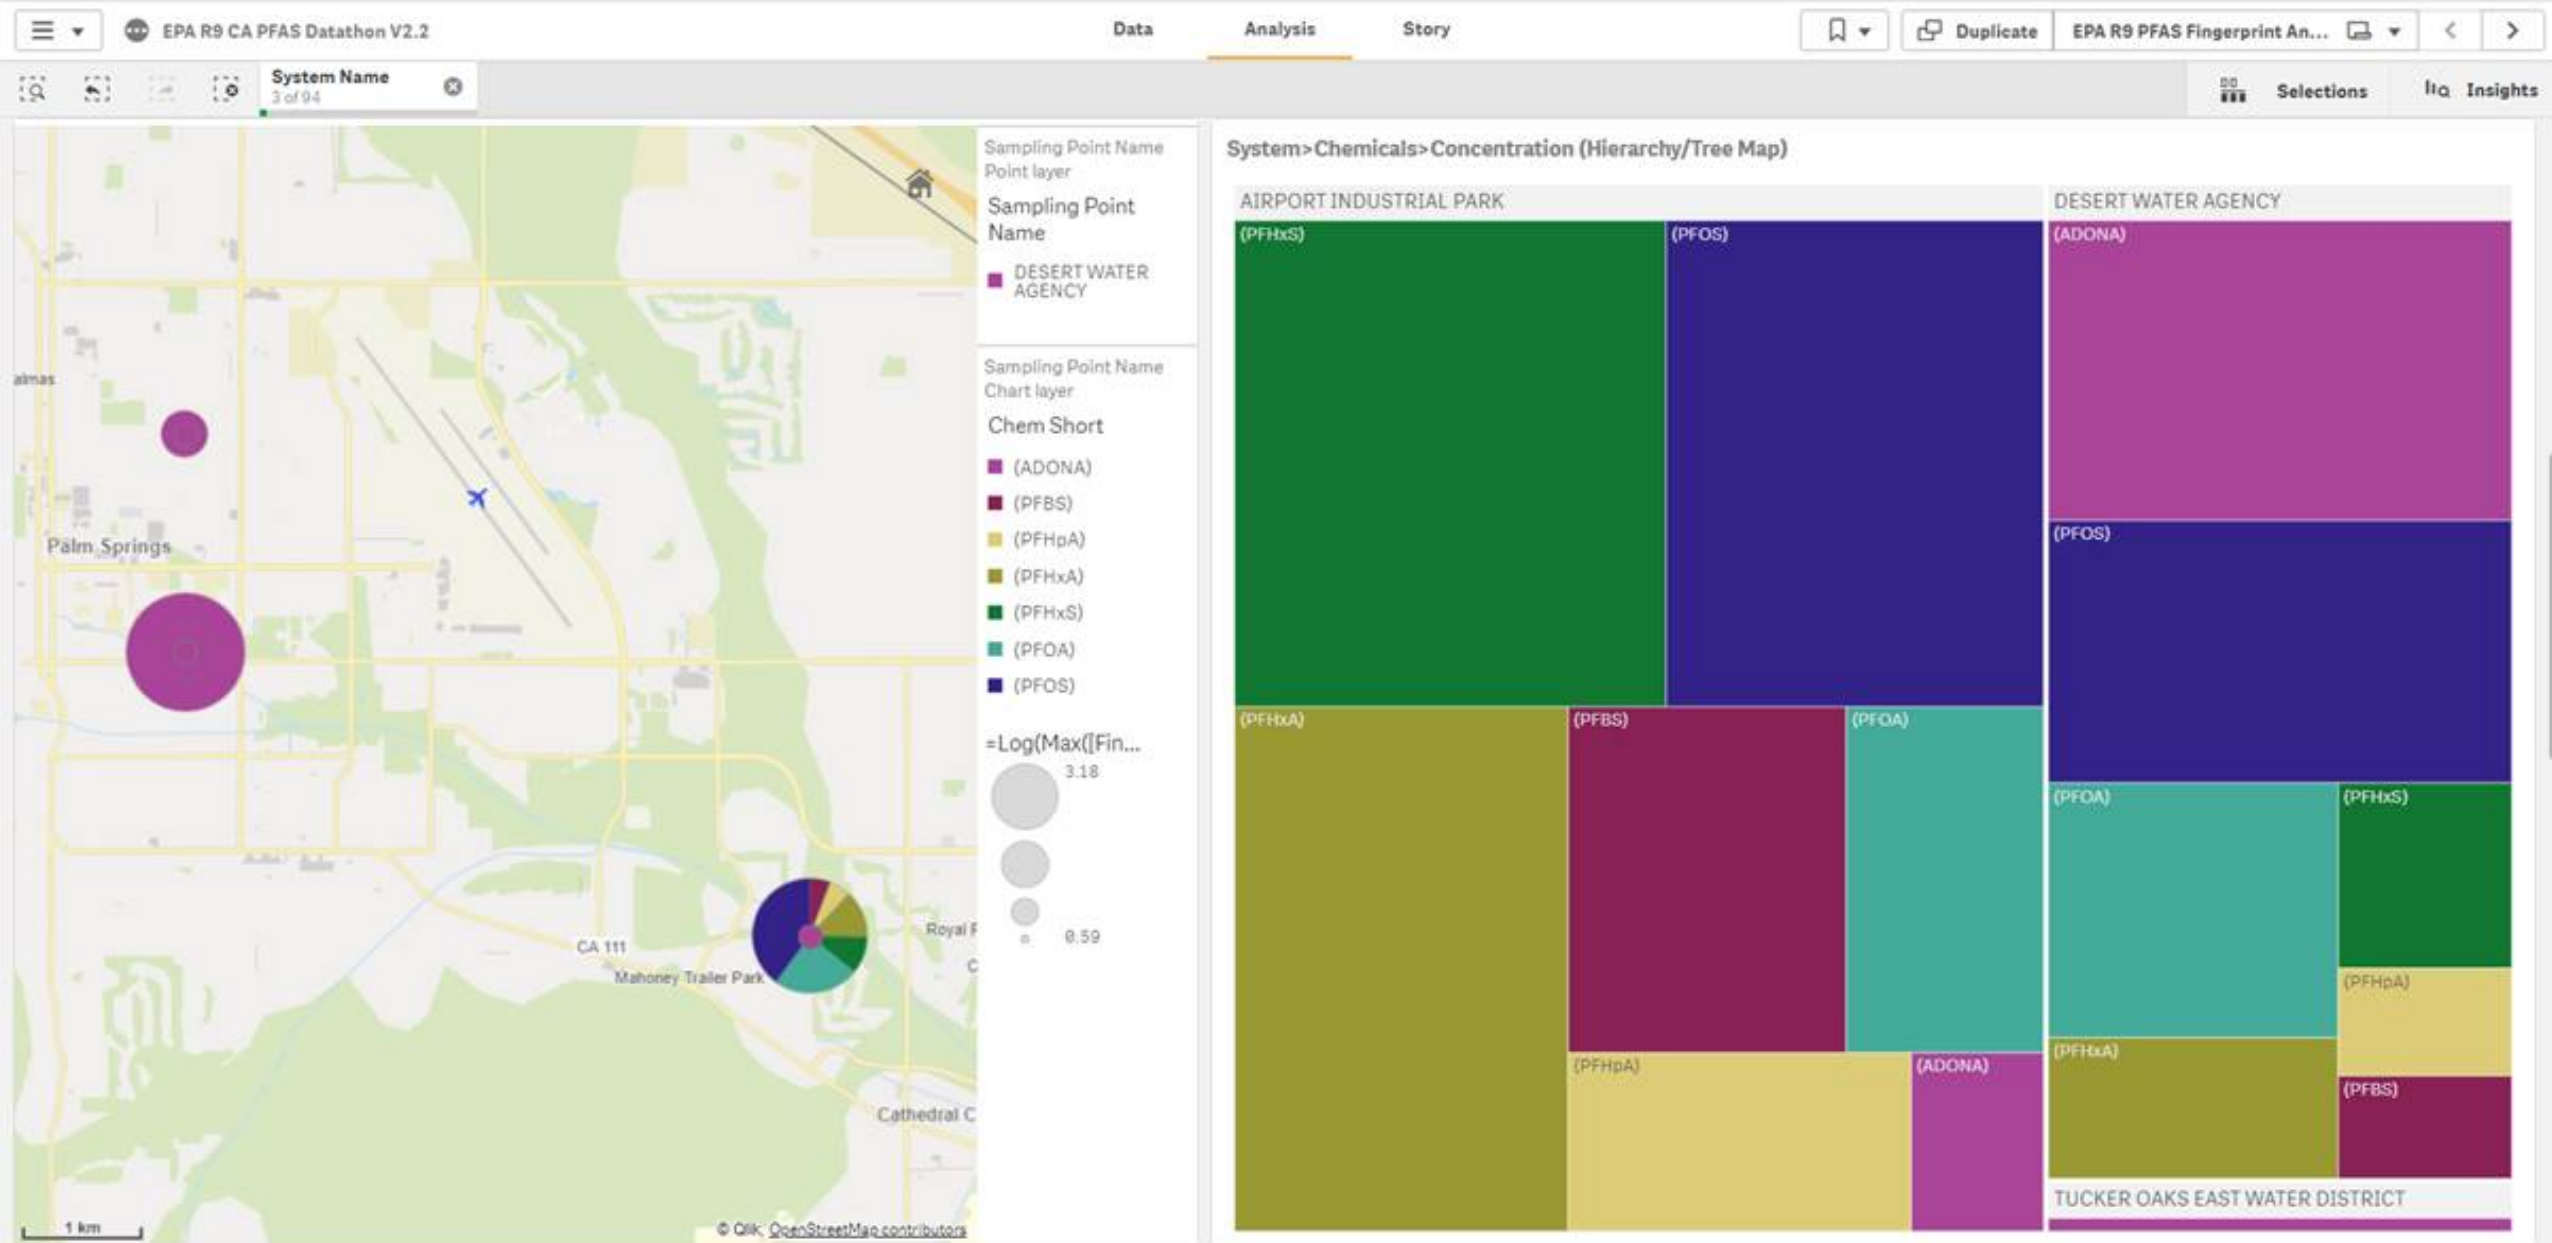 EPA R9 CA PFAS Datathon V2.2
Data
Analysis
Story
Duplicate
EPA R9 PFAS Fingerprint An...
System Name
3 of 94
Selections
Insights
almas
Palm Springs
CA 111
Mahoney Trailer Park
Royal
Cathedral C
1 km
© Qlik, OpenStreetMap contributors
Sampling Point Name
Point layer
Sampling Point
Name
DESERT WATER
AGENCY
Sampling Point Name
Chart layer
Chem Short
(ADONA)
(PFBS)
(PFHpA)
(PFHxA)
(PFHxS)
(PFOA)
(PFOS)
=Log(Max([Fin...
3.18
0.59
System>Chemicals>Concentration (Hierarchy/Tree Map)
AIRPORT INDUSTRIAL PARK
(PFHxS)
(PFOS)
(PFHxA)
(PFBS)
(PFOA)
(PFHpA)
(ADONA)
DESERT WATER AGENCY
(ADONA)
(PFOS)
(PFOA)
(PFHxS)
(PFHpA)
(PFHxA)
(PFBS)
TUCKER OAKS EAST WATER DISTRICT